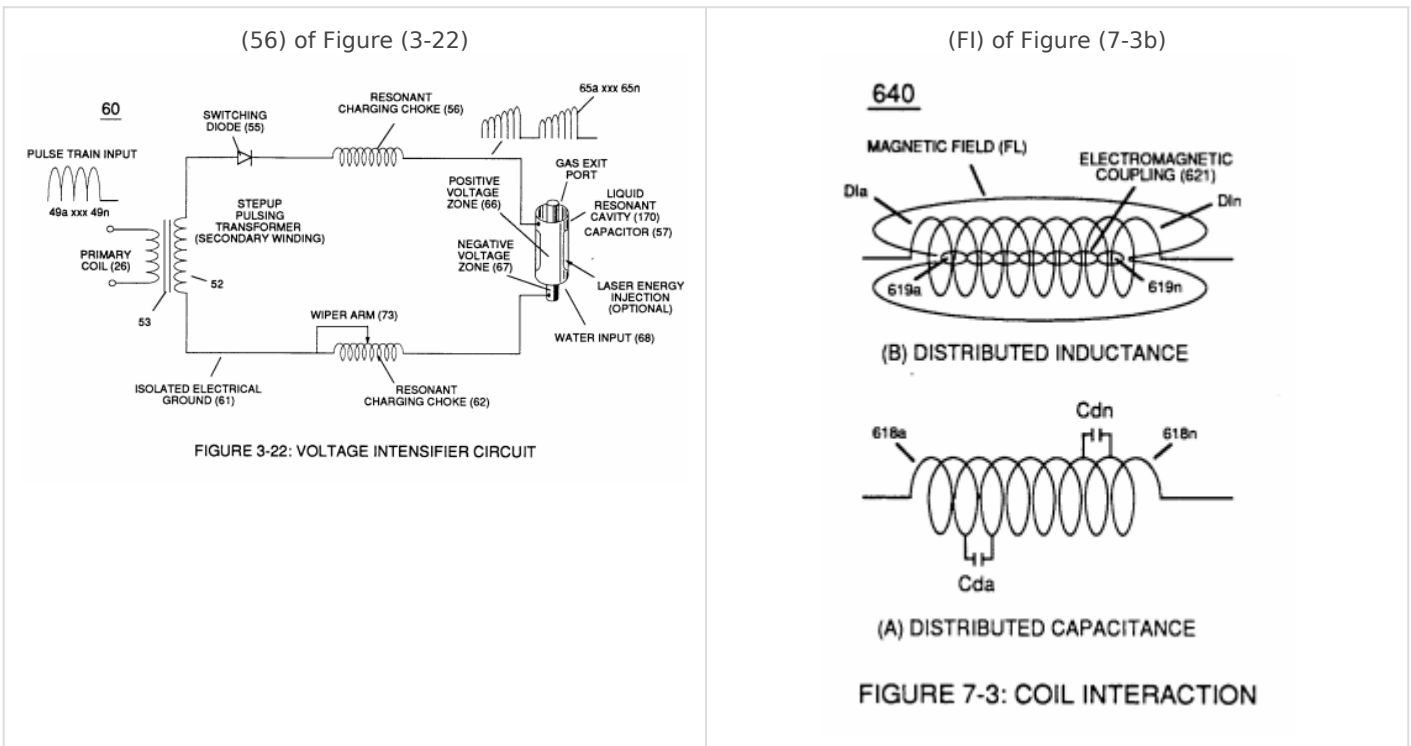 (56) of Figure (3-22)
60
PULSE TRAIN INPUT
49a xxx 49n
PRIMARY
COIL (26)
53
52
STEPUP
PULSING
TRANSFORMER
(SECONDARY WINDING)
SWITCHING
DIODE (55)
RESONANT
CHARGING CHOKE (56)
65a xxx 65n
GAS EXIT
PORT
POSITIVE
VOLTAGE
ZONE (66)
LIQUID
RESONANT
CAVITY (170)
CAPACITOR (57)
NEGATIVE
VOLTAGE
ZONE (67)
LASER ENERGY
INJECTION
(OPTIONAL)
WATER INPUT (68)
WIPER ARM (73)
ISOLATED ELECTRICAL
GROUND (61)
RESONANT
CHARGING CHOKE (62)
FIGURE 3-22: VOLTAGE INTENSIFIER CIRCUIT
(FI) of Figure (7-3b)
640
MAGNETIC FIELD (FL)
ELECTROMAGNETIC
COUPLING (621)
DIa
DIn
619a
619n
(B) DISTRIBUTED INDUCTANCE
Cdn
618a
618n
Cda
(A) DISTRIBUTED CAPACITANCE
FIGURE 7-3: COIL INTERACTION